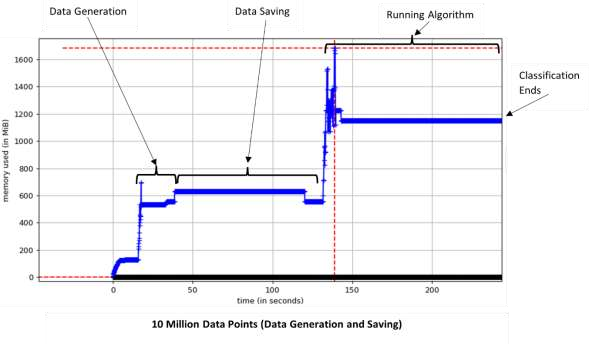 Data Generation
Data Saving
Running Algorithm
Classification
Ends
1600
1400
1200
1000
800
600
400
200
0
memory used (in MiB)
0
50
100
150
200
time (in seconds)
10 Million Data Points (Data Generation and Saving)